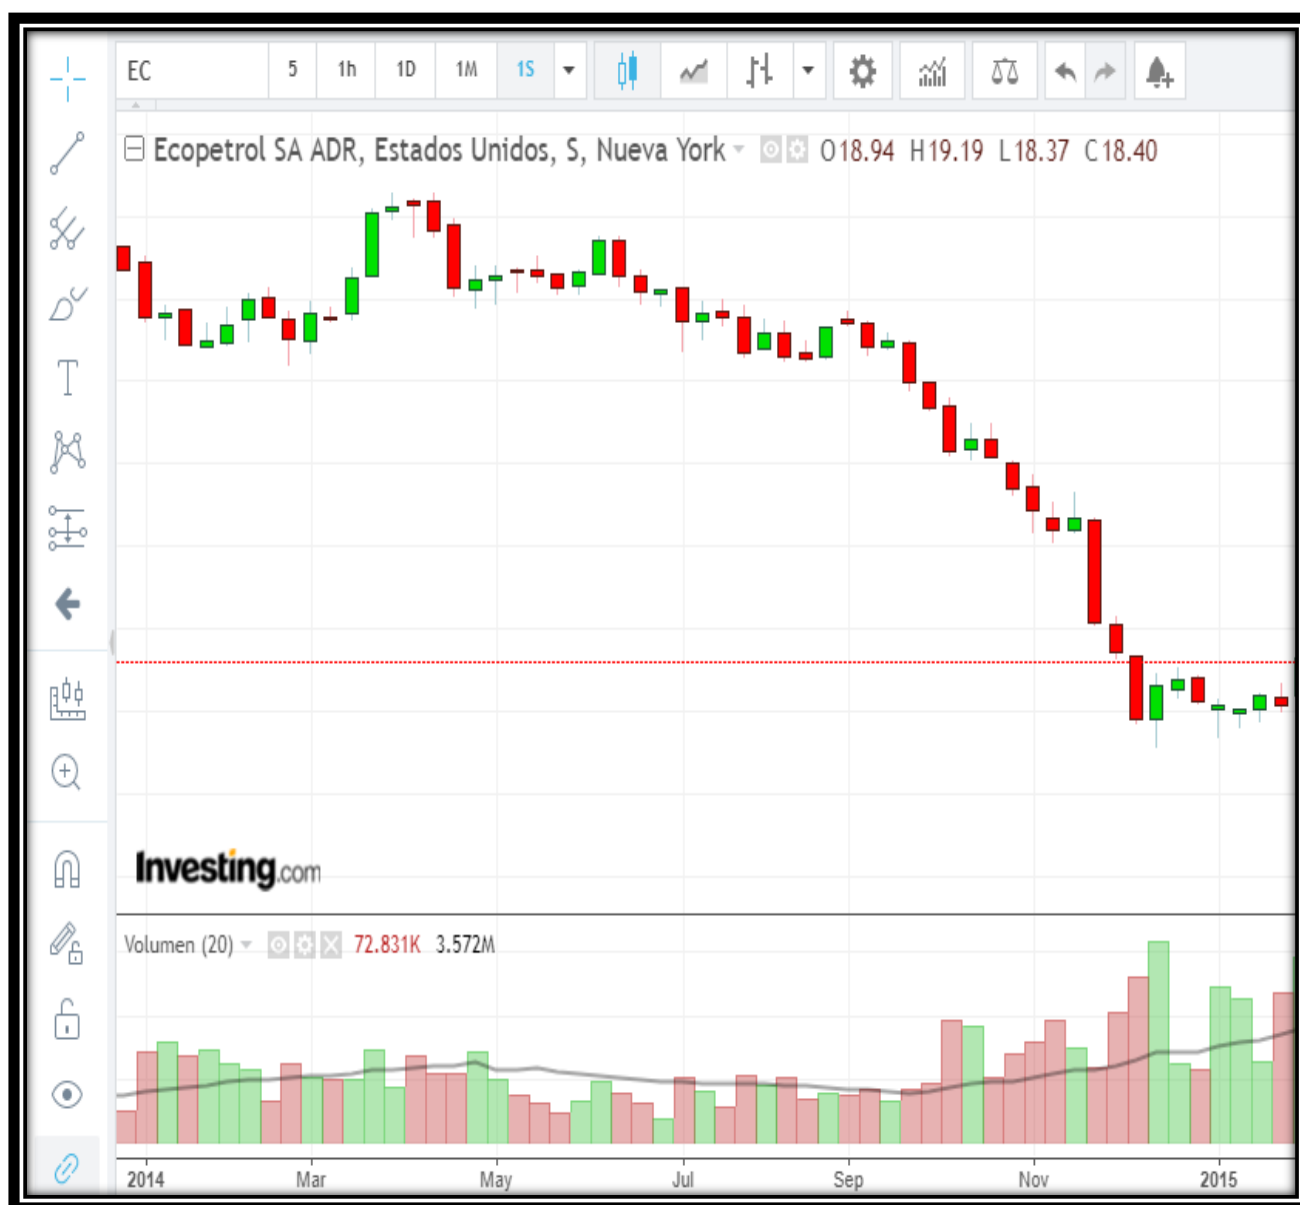 EC 5 1h 1D 1M 1S
Ecopetrol SA ADR, Estados Unidos, S, Nueva York O18.94 H19.19 L18.37 C18.40
Investing.com
Volumen (20) 72.831K 3.572M
2014 Mar May Jul Sep Nov 2015